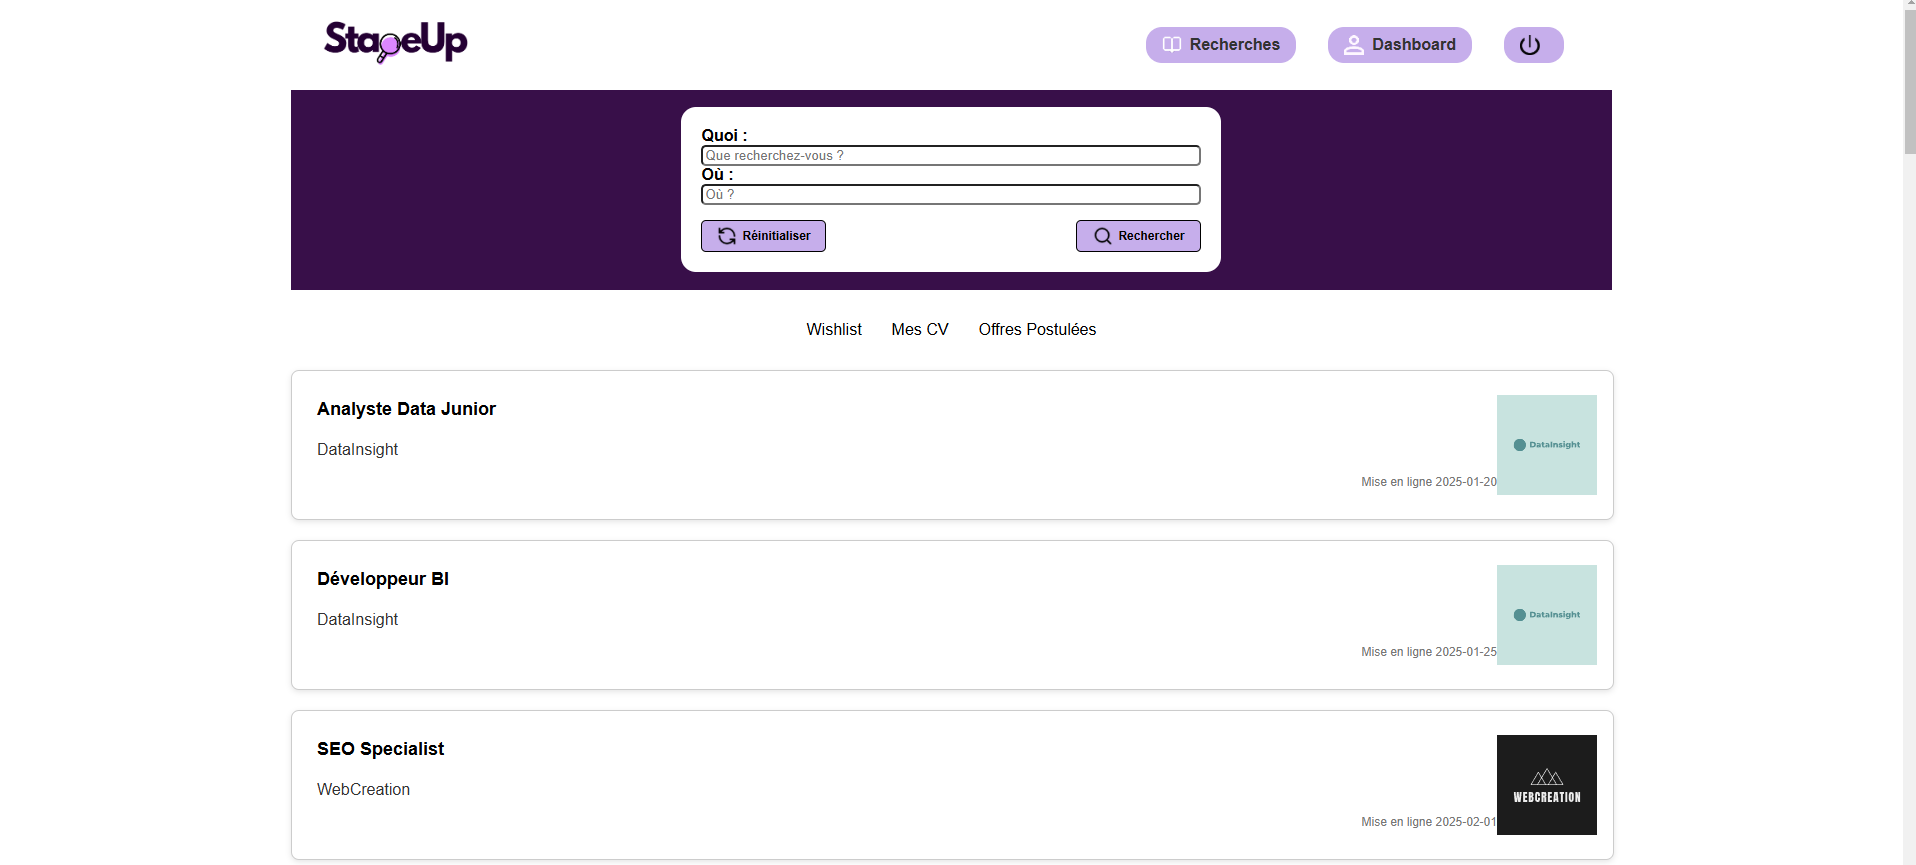 StageUp
Recherches
Dashboard
Quoi :
Que recherchez-vous ?
Où :
Où ?
Réinitialiser
Rechercher
Wishlist
Mes CV
Offres Postulées
Analyste Data Junior
DataInsight
DataInsight
Mise en ligne 2025-01-20
Développeur BI
DataInsight
DataInsight
Mise en ligne 2025-01-25
SEO Specialist
WebCreation
WEBCREATION
Mise en ligne 2025-02-01